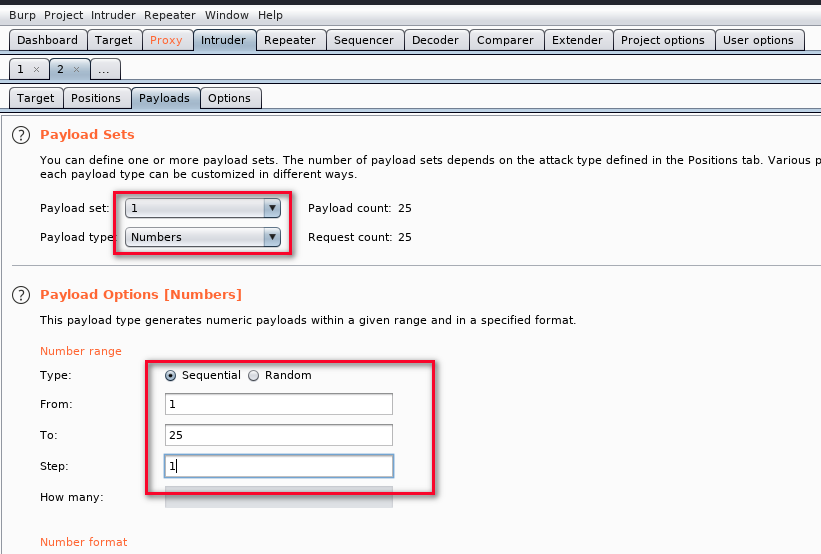 Burp Project Intruder Repeater Window Help
Dashboard Target Proxy Intruder Repeater Sequencer Decoder Comparer Extender Project options User options
1 × 2 × ...
Target Positions Payloads Options
? Payload Sets
You can define one or more payload sets. The number of payload sets depends on the attack type defined in the Positions tab. Various p
each payload type can be customized in different ways.
Payload set: 1 Payload count: 25
Payload type: Numbers Request count: 25
? Payload Options [Numbers]
This payload type generates numeric payloads within a given range and in a specified format.
Number range
Type: Sequential Random
From: 1
To: 25
Step: 1
How many:
Number format